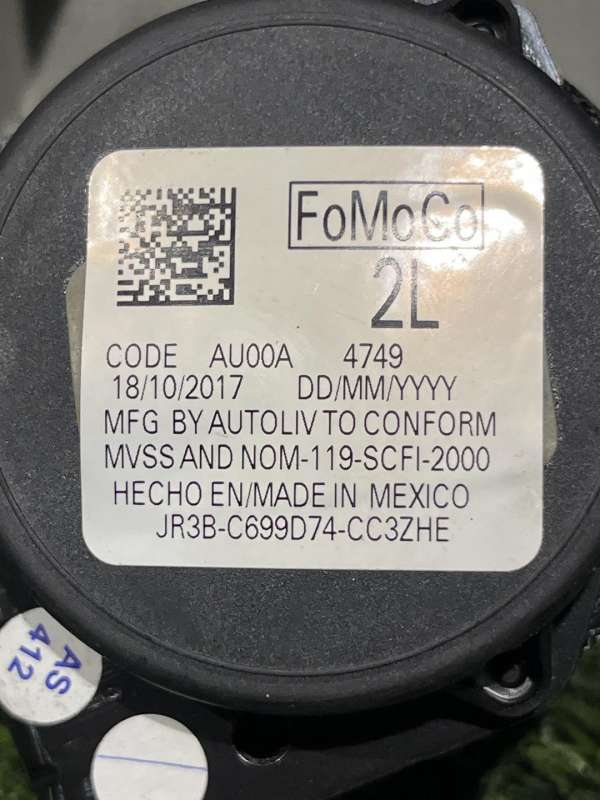 FoMoCo
2L
CODE AU00A 4749
18/10/2017 DD/MM/YYYY
MFG BY AUTOLIV TO CONFORM
MVSS AND NOM-119-SCFI-2000
HECHO EN/MADE IN MEXICO
JR3B-C699D74-CC3ZHE
AS
412